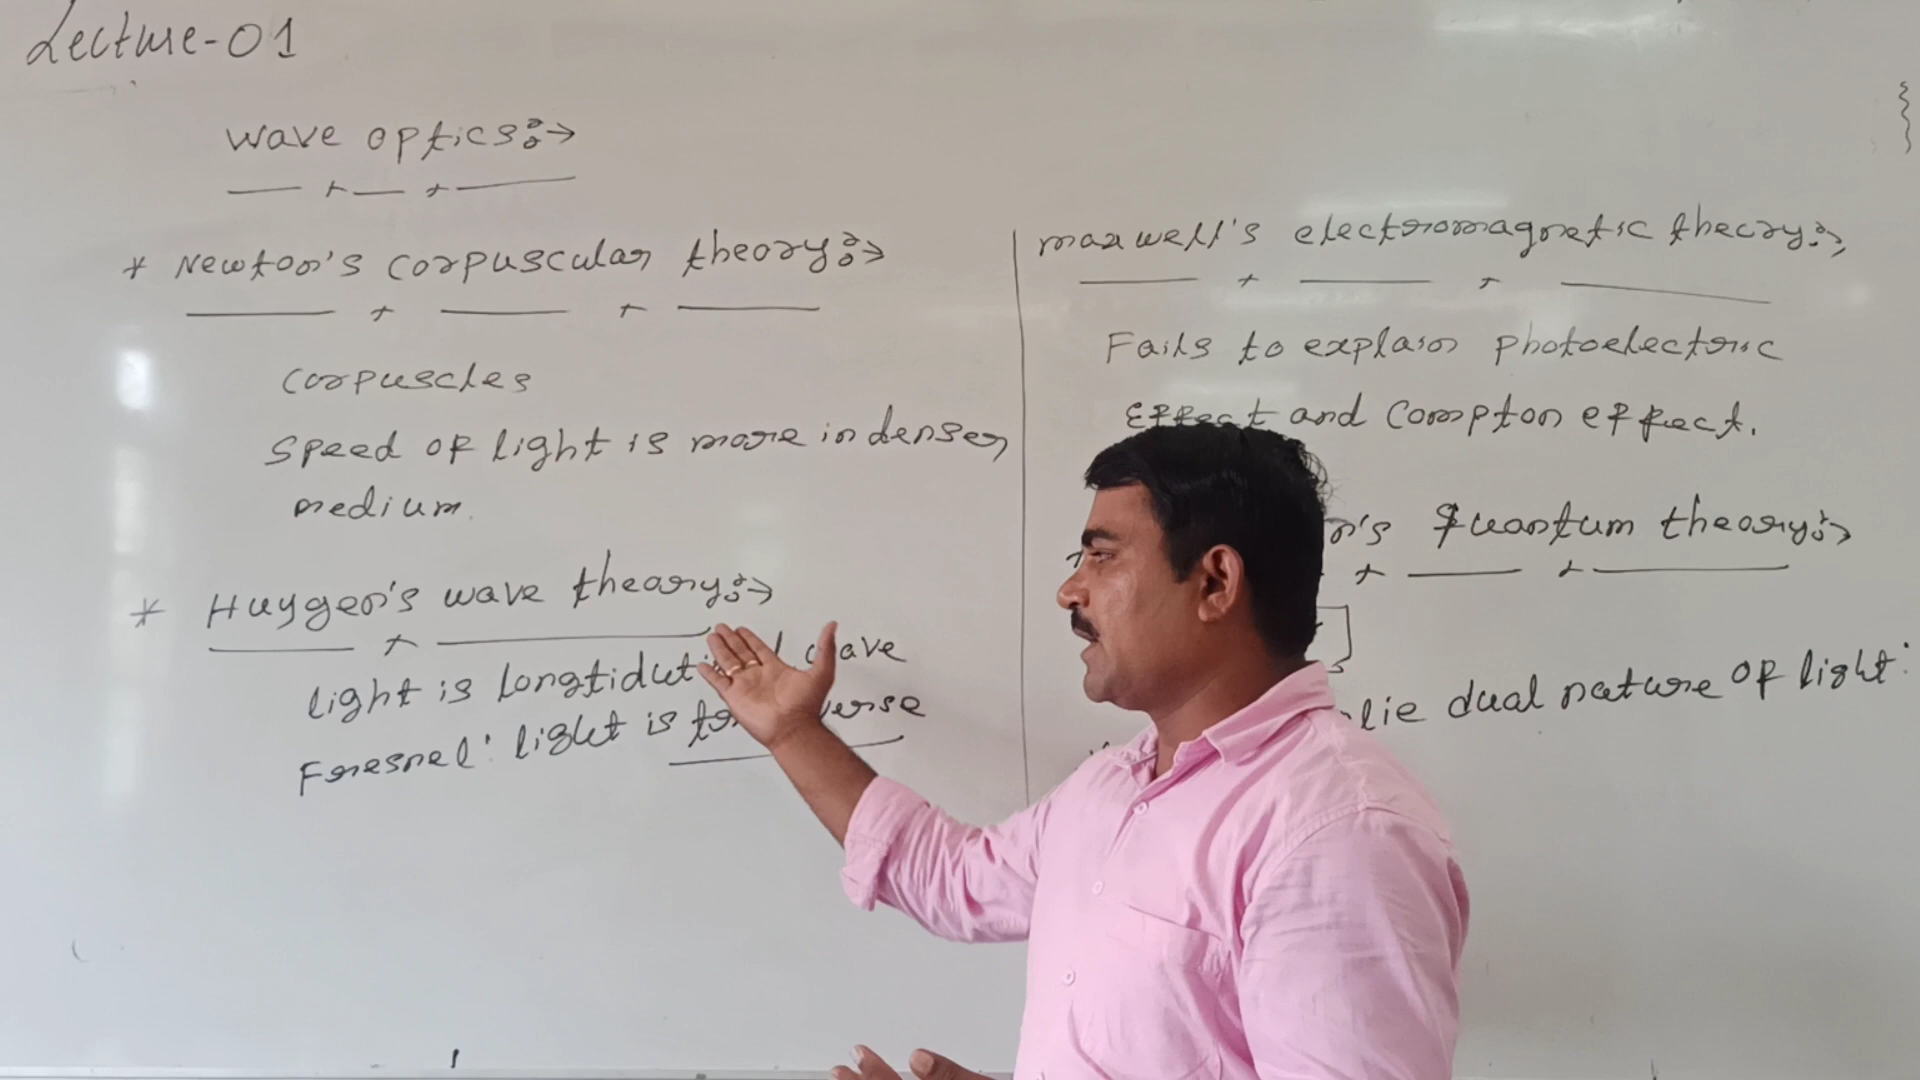 Lecture-01
wave optics:→
* Newton's corpuscular theory:→
corpuscles
speed of light is more in denser
medium.
* Huygen's wave theory:→
light is wave
Fresnel: light is
maxwell's electromagnetic theory:→
Fails to explain photoelectric
Effect and compton effect.
quantum theory:→
dual nature of light: